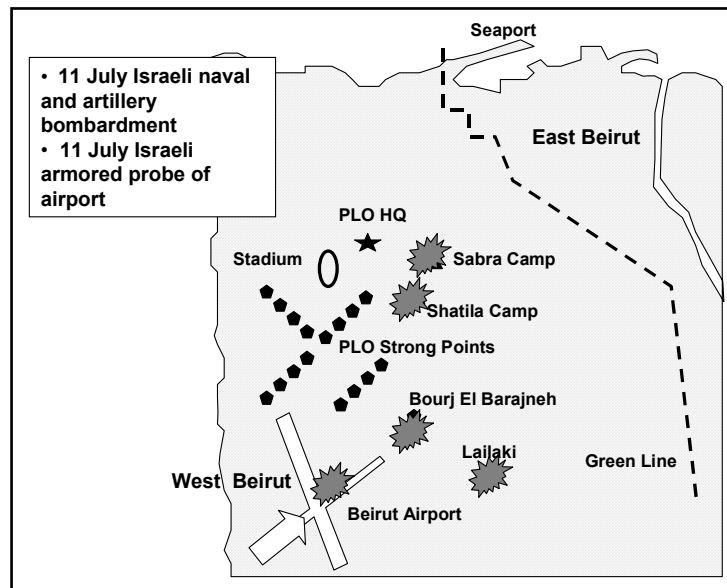 Seaport
• 11 July Israeli naval
and artillery
bombardment
• 11 July Israeli
armored probe of
airport
East Beirut
PLO HQ
Stadium
Sabra Camp
Shatila Camp
PLO Strong Points
Bourj El Barajneh
Lailaki
Green Line
West Beirut
Beirut Airport